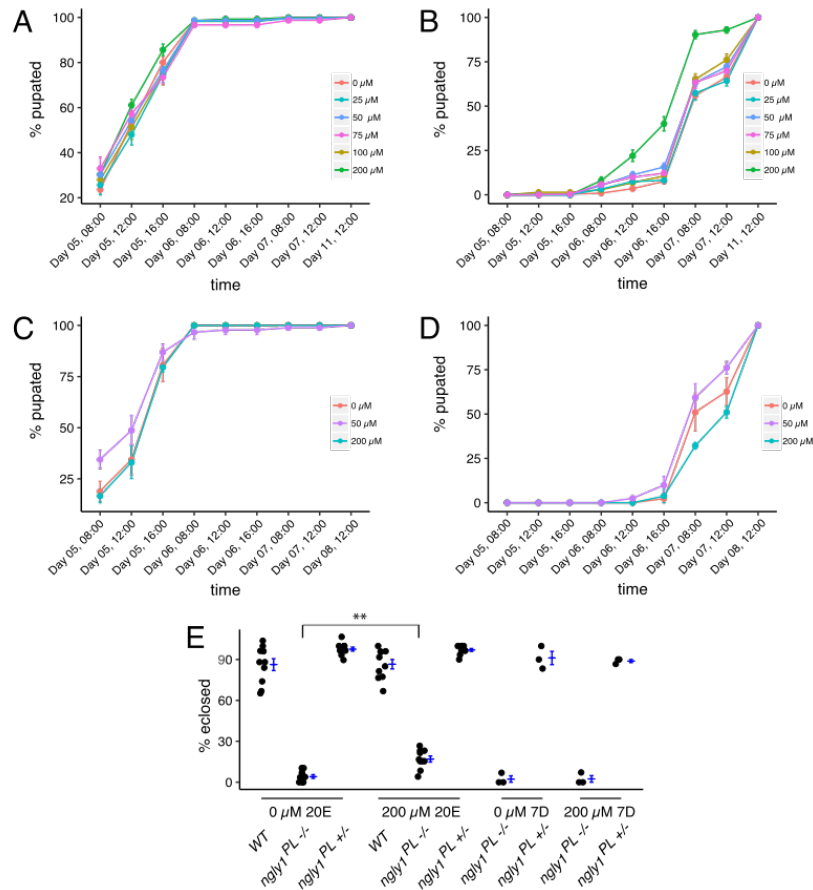 A
% pupated
100
80
60
40
20
0 µM
25 µM
50 µM
75 µM
100 µM
200 µM
Day 05, 08:00
Day 05, 12:00
Day 05, 16:00
Day 06, 08:00
Day 06, 12:00
Day 06, 16:00
Day 07, 08:00
Day 07, 12:00
Day 11, 12:00
time
B
% pupated
100
75
50
25
0
0 µM
25 µM
50 µM
75 µM
100 µM
200 µM
Day 05, 08:00
Day 05, 12:00
Day 05, 16:00
Day 06, 08:00
Day 06, 12:00
Day 06, 16:00
Day 07, 08:00
Day 07, 12:00
Day 11, 12:00
time
C
% pupated
100
75
50
25
0 µM
50 µM
200 µM
Day 05, 08:00
Day 05, 12:00
Day 05, 16:00
Day 06, 08:00
Day 06, 12:00
Day 06, 16:00
Day 07, 08:00
Day 07, 12:00
Day 08, 12:00
time
D
% pupated
100
75
50
25
0
0 µM
50 µM
200 µM
Day 05, 08:00
Day 05, 12:00
Day 05, 16:00
Day 06, 08:00
Day 06, 12:00
Day 06, 16:00
Day 07, 08:00
Day 07, 12:00
Day 08, 12:00
time
E
**
% eclosed
90
60
30
0
0 µM 20E
200 µM 20E
0 µM 7D
200 µM 7D
WT
ngly1 PL -/-
ngly1 PL +/-
WT
ngly1 PL -/-
ngly1 PL +/-
ngly1 PL -/-
ngly1 PL +/-
ngly1 PL -/-
ngly1 PL +/-